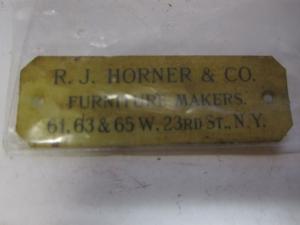 R. J. HORNER & CO.
FURNITURE MAKERS.
61, 63 & 65 W. 23RD ST., N.Y.